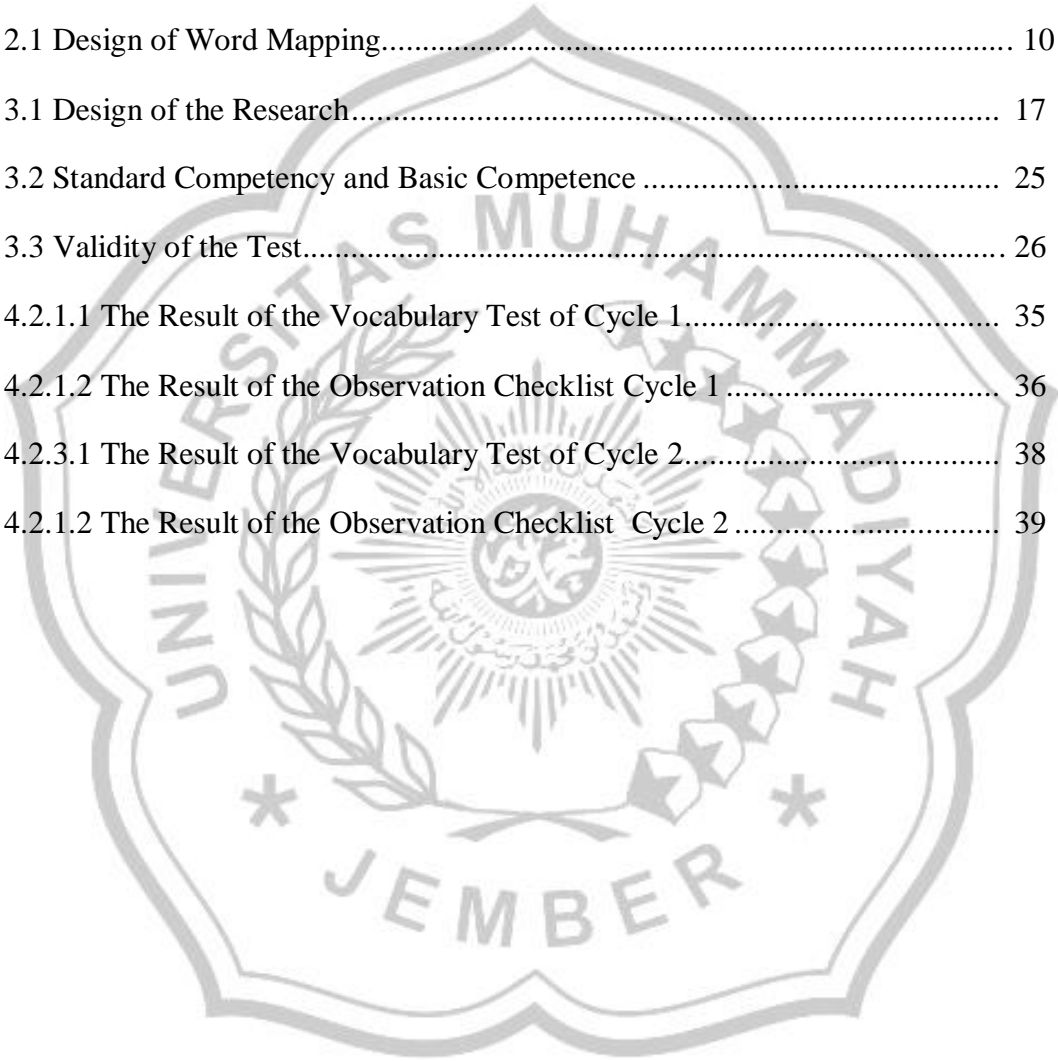 2.1 Design of Word Mapping.............................................................................. 10
3.1 Design of the Research................................................................................. 17
3.2 Standard Competency and Basic Competence ............................................ 25
3.3 Validity of the Test........................................................................................ 26
4.2.1.1 The Result of the Vocabulary Test of Cycle 1....................................... 35
4.2.1.2 The Result of the Observation Checklist Cycle 1 .................................. 36
4.2.3.1 The Result of the Vocabulary Test of Cycle 2....................................... 38
4.2.1.2 The Result of the Observation Checklist  Cycle 2 ................................. 39
UNIVERSITAS MUHAMMADIYAH
JEMBER